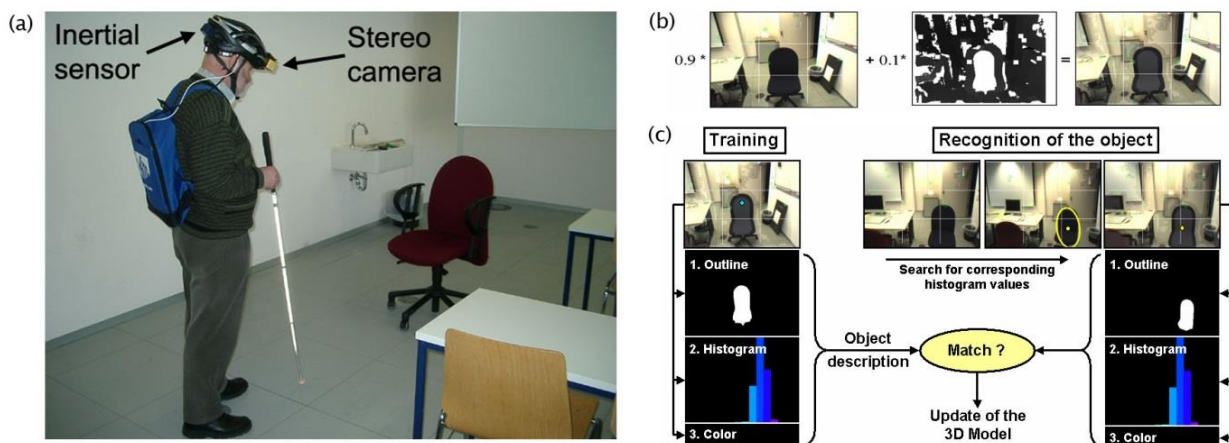 (a)
Inertial
sensor
Stereo
camera
(b)
0.9 *
+ 0.1*
=
(c)
Training
Recognition of the object
Search for corresponding
histogram values
1. Outline
2. Histogram
3. Color
Object
description
Match ?
Update of the
3D Model
1. Outline
2. Histogram
3. Color